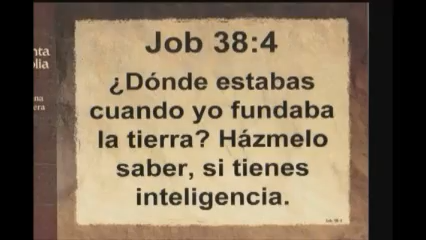 Job 38:4
¿Dónde estabas
cuando yo fundaba
la tierra? Házmelo
saber, si tienes
inteligencia.